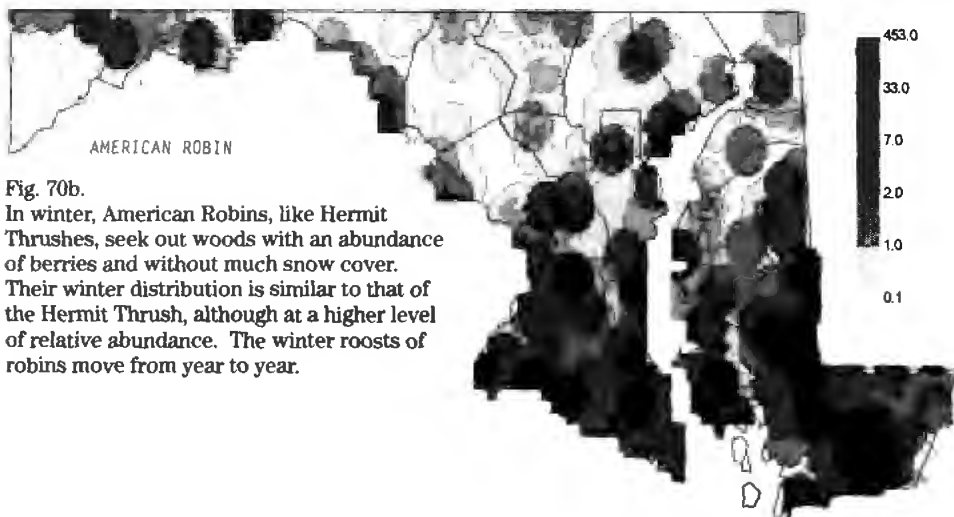 453.0
33.0
7.0
2.0
1.0
0.1
AMERICAN ROBIN
Fig. 70b.
In winter, American Robins, like Hermit
Thrushes, seek out woods with an abundance
of berries and without much snow cover.
Their winter distribution is similar to that of
the Hermit Thrush, although at a higher level
of relative abundance. The winter roosts of
robins move from year to year.